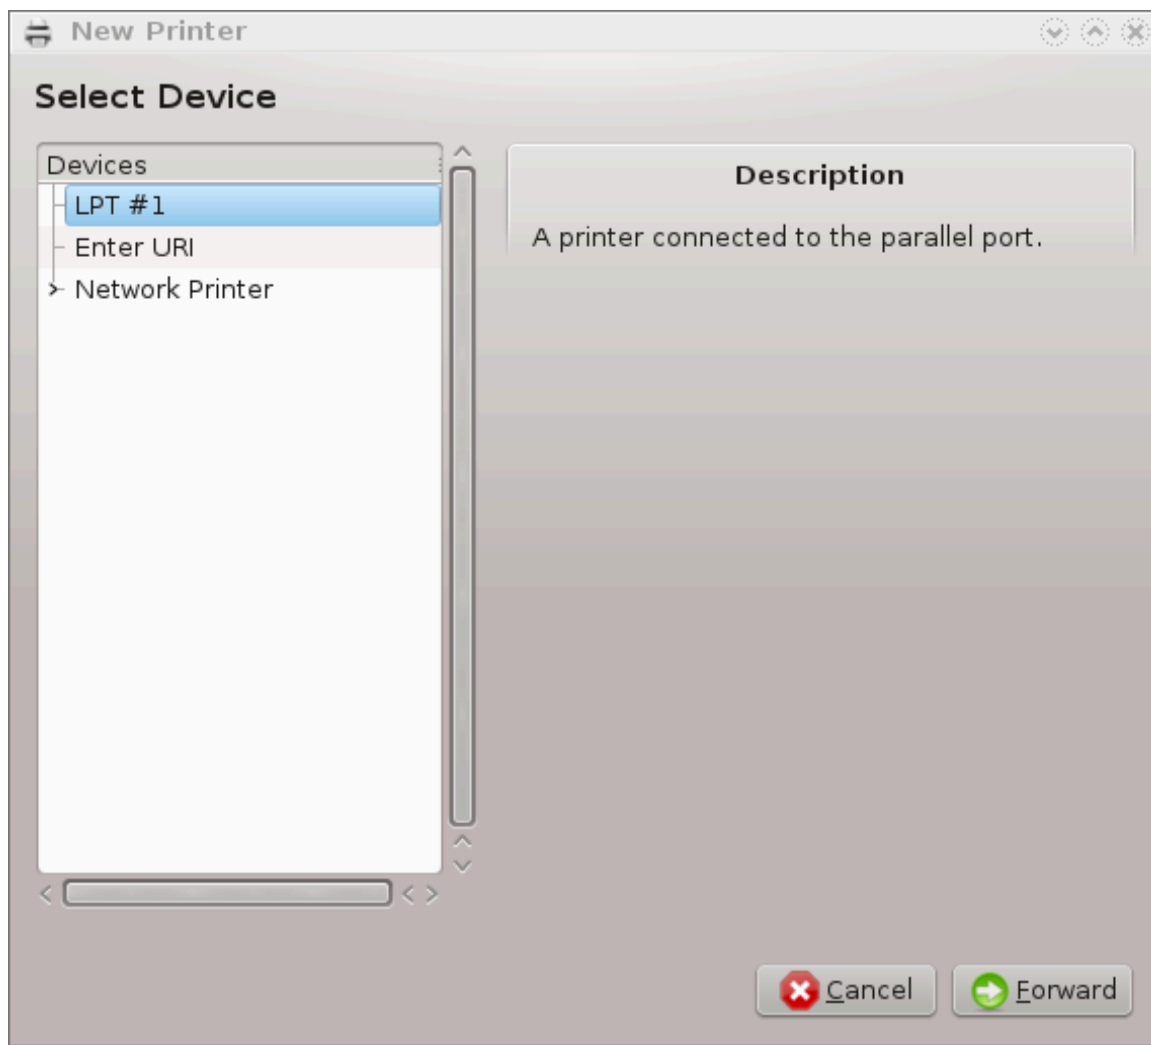 New Printer
Select Device
Devices
LPT #1
Enter URI
Network Printer
Description
A printer connected to the parallel port.
Cancel
Forward